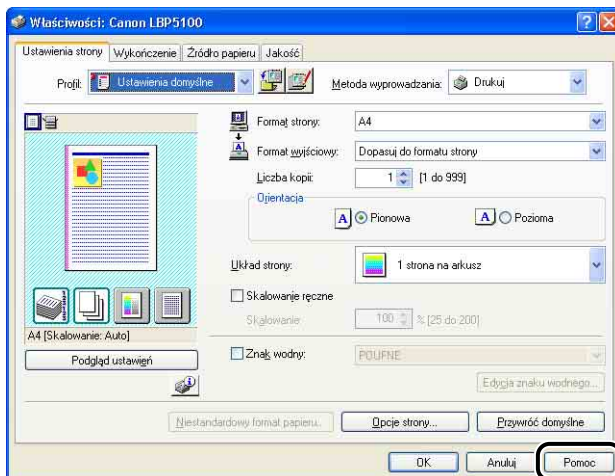 Właściwości: Canon LBP5100
Ustawienia strony Wykończenie Źródło papieru Jakość
Profil: Ustawienia domyślne Metoda wyprowadzania: Drukuj
Format strony: A4
Format wyjściowy: Dopasuj do formatu strony
Liczba kopii: 1 [1 do 999]
Orientacja
A Pionowa A Pozioma
Układ strony: 1 strona na arkusz
Skalowanie ręczne
Skalowanie: 100 % [25 do 200]
A4 [Skalowanie: Auto]
Podgląd ustawień
Znak wodny: POUFNE
Edycja znaku wodnego...
Niestandardowy format papieru... Opcje strony... Przywróć domyślne
OK Anuluj Pomoc